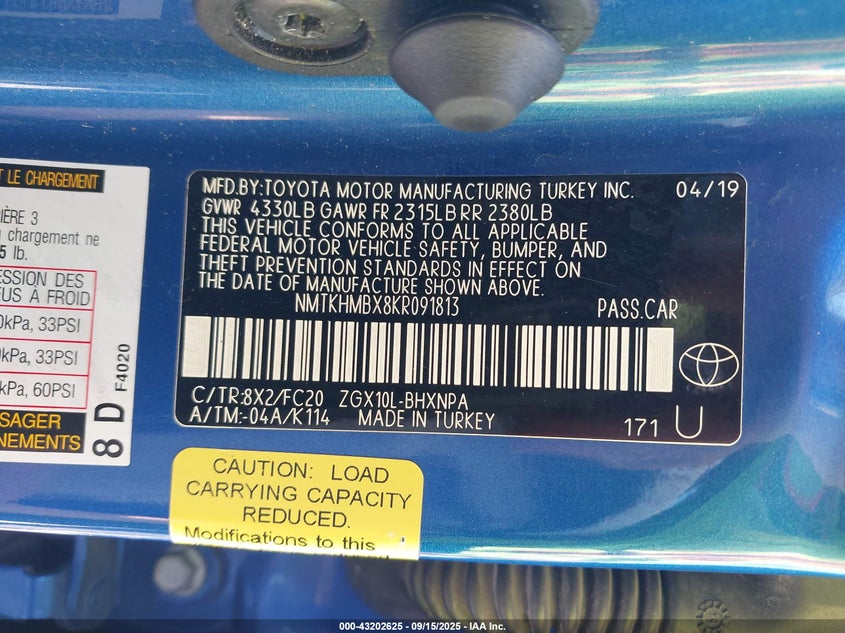 T LE CHARGEMENT
IÈRE 3
chargement ne
5 lb.
ESSION DES
EUS À FROID
0kPa, 33PSI
kPa, 33PSI
kPa, 60PSI
SAGER
NEMENTS
8 D
F4020
MFD.BY:TOYOTA MOTOR MANUFACTURING TURKEY INC. 04/19
GVWR 4330LB GAWR FR 2315LB RR 2380LB
THIS VEHICLE CONFORMS TO ALL APPLICABLE
FEDERAL MOTOR VEHICLE SAFETY, BUMPER, AND
THEFT PREVENTION STANDARDS IN EFFECT ON
THE DATE OF MANUFACTURE SHOWN ABOVE.
NMTKHMBX8KR091813 PASS.CAR
C/TR:8X2/FC20 ZGX10L-BHXNPA
A/TM:-04A/K114 MADE IN TURKEY
171 U
CAUTION: LOAD
CARRYING CAPACITY
REDUCED.
Modifications to this
000-43202625 - 09/15/2025 - IAA Inc.